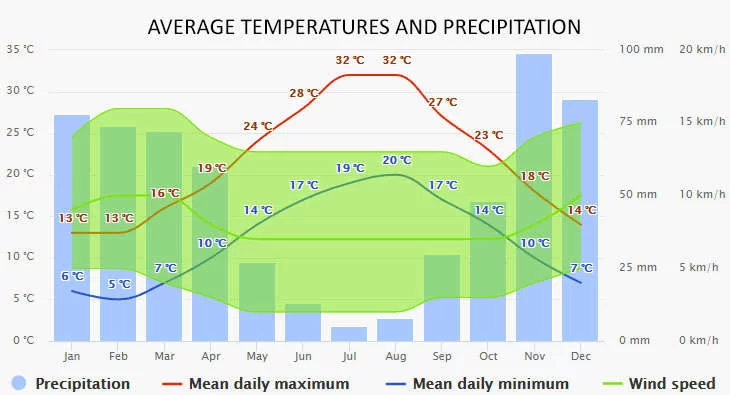 AVERAGE TEMPERATURES AND PRECIPITATION
35 °C 100 mm 20 km/h
32 °C 32 °C
30 °C 28 °C 27 °C
25 °C 24 °C 23 °C 75 mm 15 km/h
20 °C 19 °C 19 °C 20 °C 18 °C
16 °C 17 °C 17 °C 50 mm 10 km/h
15 °C 13 °C 13 °C 14 °C 14 °C 14 °C
10 °C 10 °C 10 °C
6 °C 5 °C 7 °C 7 °C 25 mm 5 km/h
5 °C
0 °C 0 mm 0 km/h
Jan Feb Mar Apr May Jun Jul Aug Sep Oct Nov Dec
Precipitation Mean daily maximum Mean daily minimum Wind speed